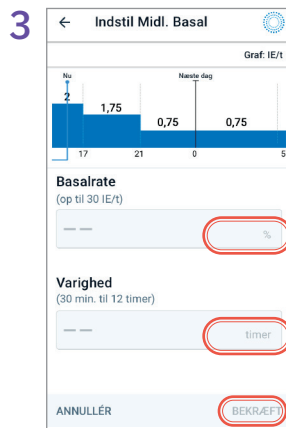 3
← Indstil Midl. Basal
Graf: IE/t
Nu
Næste dag
2
1,75
0,75
0,75
17 21 0 5
Basalrate
(op til 30 IE/t)
— — %
Varighed
(30 min. til 12 timer)
— — timer
ANNULLÉR BEKRÆFT